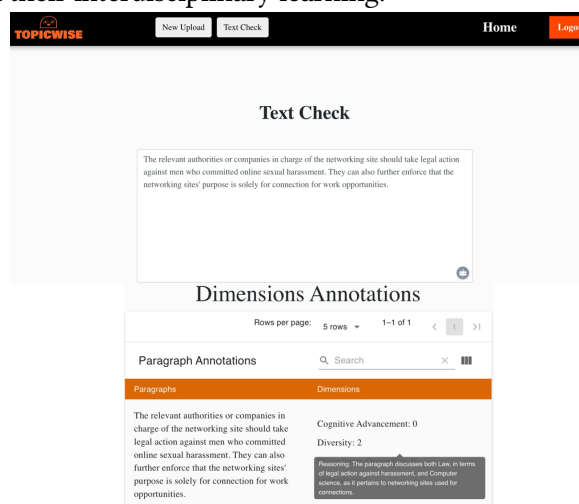 their interdisciplinary learning.
TOPICWISE
New Upload
Text Check
Home
Text Check
The relevant authorities or companies in charge of the networking site should take legal action
against men who committed online sexual harassment. They can also further enforce that the
networking sites' purpose is solely for connection for work opportunities.
Dimensions Annotations
Rows per page:
5 rows
1–1 of 1
1
Paragraph Annotations
Search
Paragraphs
Dimensions
The relevant authorities or companies in
charge of the networking site should take
legal action against men who committed
online sexual harassment. They can also
further enforce that the networking sites'
purpose is solely for connection for work
opportunities.
Cognitive Advancement: 0
Diversity: 2
Reasoning: The paragraph discusses both Law, in terms
of legal action against harassment, and Computer
science, as it pertains to networking sites used for
connections.